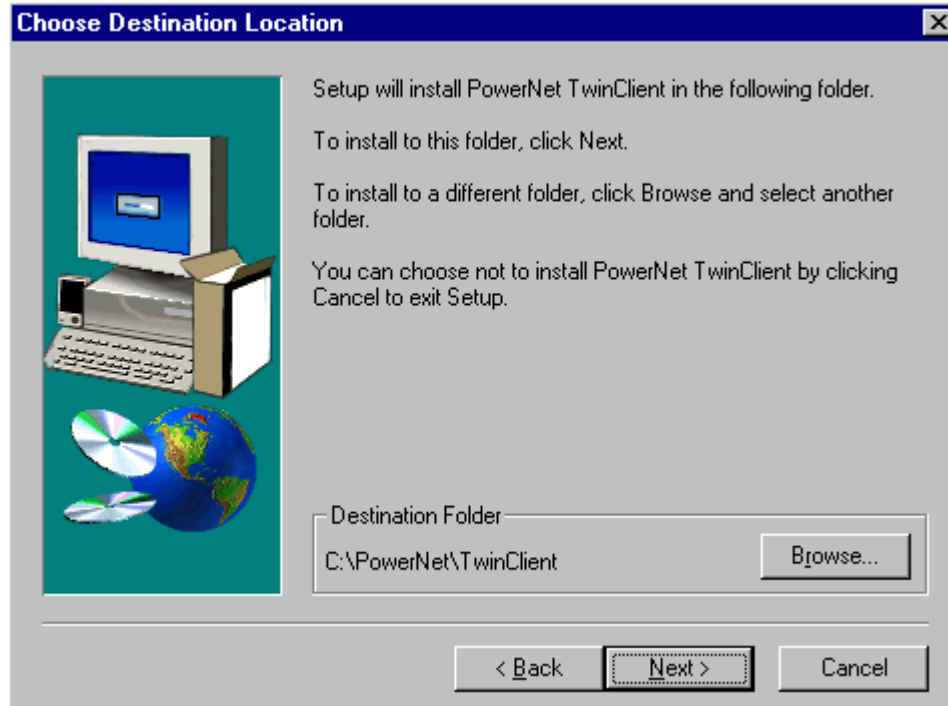 Choose Destination Location
Setup will install PowerNet TwinClient in the following folder.
To install to this folder, click Next.
To install to a different folder, click Browse and select another
folder.
You can choose not to install PowerNet TwinClient by clicking
Cancel to exit Setup.
Destination Folder
C:\PowerNet\TwinClient
Browse...
< Back
Next >
Cancel